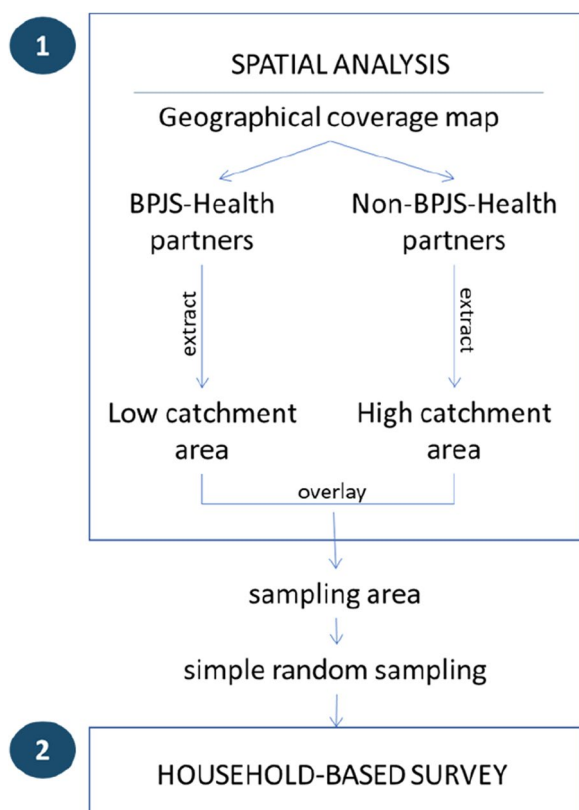 1
SPATIAL ANALYSIS
Geographical coverage map
BPJS-Health
partners
Non-BPJS-Health
partners
extract
extract
Low catchment
area
High catchment
area
overlay
sampling area
simple random sampling
2
HOUSEHOLD-BASED SURVEY